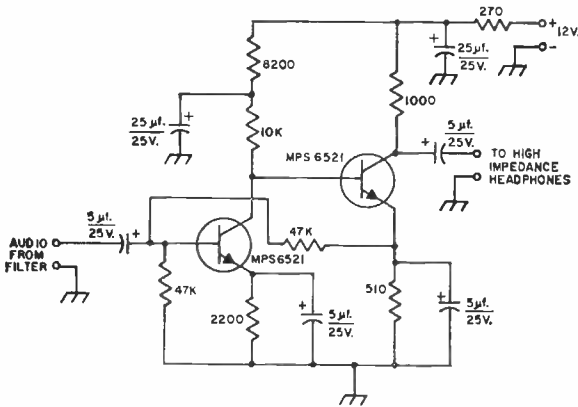 270
+
12V.
-
8200
+
25 µf.
25V.
1000
25 µf.
25V.
+
10K
5 µf.
25V.
+
MPS 6521
TO HIGH
IMPEDANCE
HEADPHONES
5 µf.
25V.
+
47K
AUDIO
FROM
FILTER
MPS6521
47K
2200
+
5 µf.
25V.
510
+
5 µf.
25V.